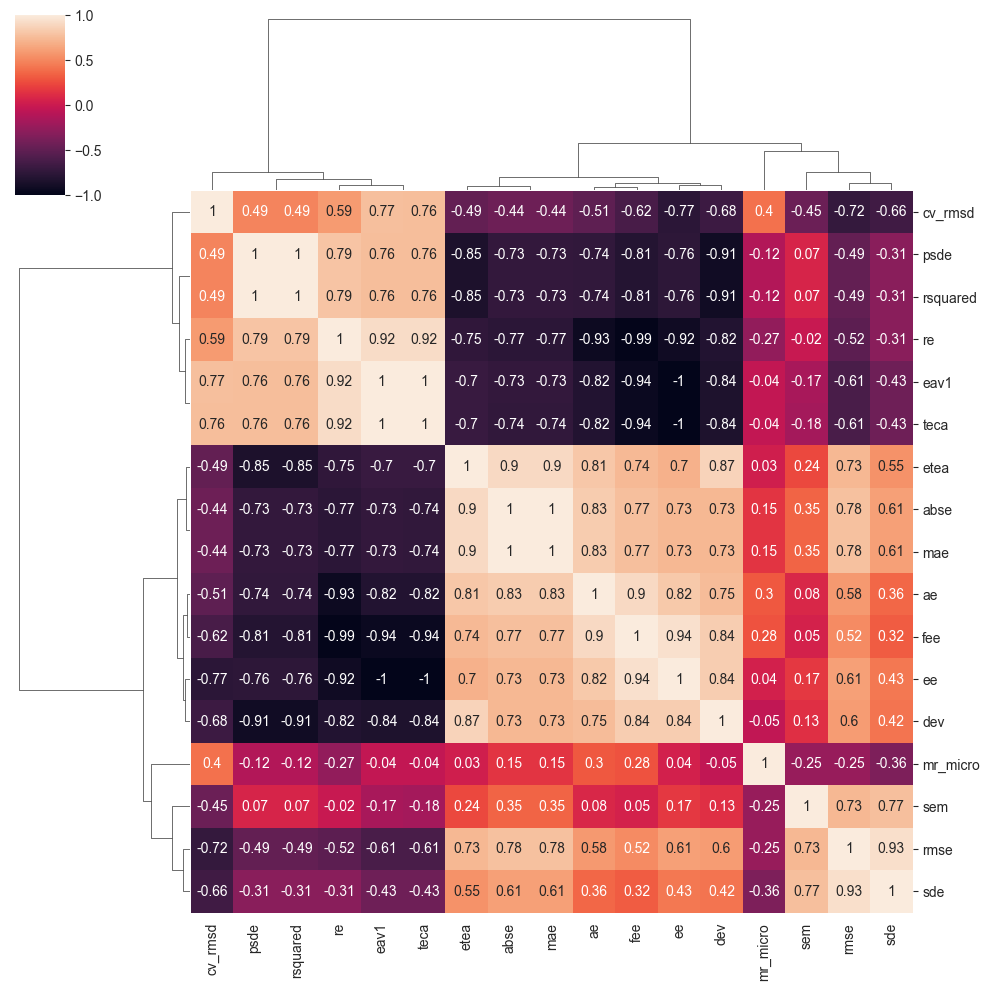 1.0
0.5
0.0
−0.5
−1.0
1 0.49 0.49 0.59 0.77 0.76 -0.49 -0.44 -0.44 -0.51 -0.62 -0.77 -0.68 0.4 -0.45 -0.72 -0.66 cv_rmsd
0.49 1 1 0.79 0.76 0.76 -0.85 -0.73 -0.73 -0.74 -0.81 -0.76 -0.91 -0.12 0.07 -0.49 -0.31 psde
0.49 1 1 0.79 0.76 0.76 -0.85 -0.73 -0.73 -0.74 -0.81 -0.76 -0.91 -0.12 0.07 -0.49 -0.31 rsquared
0.59 0.79 0.79 1 0.92 0.92 -0.75 -0.77 -0.77 -0.93 -0.99 -0.92 -0.82 -0.27 -0.02 -0.52 -0.31 re
0.77 0.76 0.76 0.92 1 1 -0.7 -0.73 -0.73 -0.82 -0.94 -1 -0.84 -0.04 -0.17 -0.61 -0.43 eav1
0.76 0.76 0.76 0.92 1 1 -0.7 -0.74 -0.74 -0.82 -0.94 -1 -0.84 -0.04 -0.18 -0.61 -0.43 teca
-0.49 -0.85 -0.85 -0.75 -0.7 -0.7 1 0.9 0.9 0.81 0.74 0.7 0.87 0.03 0.24 0.73 0.55 etea
-0.44 -0.73 -0.73 -0.77 -0.73 -0.74 0.9 1 1 0.83 0.77 0.73 0.73 0.15 0.35 0.78 0.61 abse
-0.44 -0.73 -0.73 -0.77 -0.73 -0.74 0.9 1 1 0.83 0.77 0.73 0.73 0.15 0.35 0.78 0.61 mae
-0.51 -0.74 -0.74 -0.93 -0.82 -0.82 0.81 0.83 0.83 1 0.9 0.82 0.75 0.3 0.08 0.58 0.36 ae
-0.62 -0.81 -0.81 -0.99 -0.94 -0.94 0.74 0.77 0.77 0.9 1 0.94 0.84 0.28 0.05 0.52 0.32 fee
-0.77 -0.76 -0.76 -0.92 -1 -1 0.7 0.73 0.73 0.82 0.94 1 0.84 0.04 0.17 0.61 0.43 ee
-0.68 -0.91 -0.91 -0.82 -0.84 -0.84 0.87 0.73 0.73 0.75 0.84 0.84 1 -0.05 0.13 0.6 0.42 dev
0.4 -0.12 -0.12 -0.27 -0.04 -0.04 0.03 0.15 0.15 0.3 0.28 0.04 -0.05 1 -0.25 -0.25 -0.36 mr_micro
-0.45 0.07 0.07 -0.02 -0.17 -0.18 0.24 0.35 0.35 0.08 0.05 0.17 0.13 -0.25 1 0.73 0.77 sem
-0.72 -0.49 -0.49 -0.52 -0.61 -0.61 0.73 0.78 0.78 0.58 0.52 0.61 0.6 -0.25 0.73 1 0.93 rmse
-0.66 -0.31 -0.31 -0.31 -0.43 -0.43 0.55 0.61 0.61 0.36 0.32 0.43 0.42 -0.36 0.77 0.93 1 sde
cv_rmsd psde rsquared re eav1 teca etea abse mae ae fee ee dev mr_micro sem rmse sde